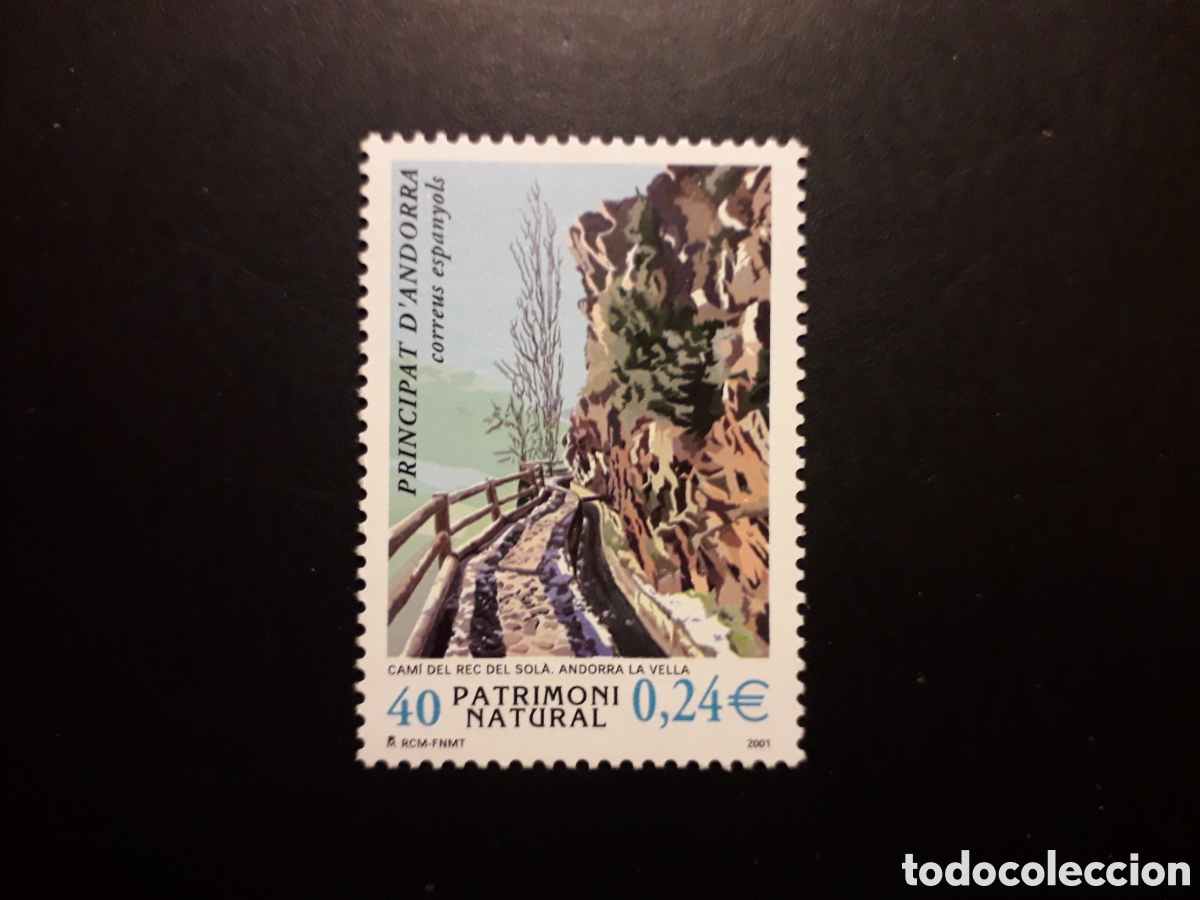 PRINCIPAT D'ANDORRA
correus espanyols
CAMÍ DEL REC DEL SOLÀ. ANDORRA LA VELLA
40 PATRIMONI NATURAL 0,24€
RCM-FNMT 2001
todocoleccion